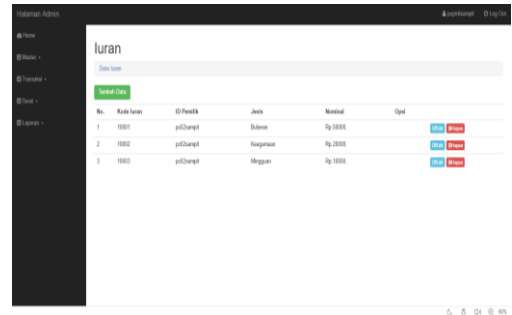 Halaman Admin
Log Out
Home
Master
Transaksi
Surat
Laporan
Iuran
Data Iuran
Tambah Data
No. Kode Iuran ID Pemilik Jenis Nominal Opsi
1 10001 Bulanan Rp.50000, Edit Hapus
2 10002 Keagamaan Rp.20000, Edit Hapus
3 10003 Mingguan Rp.10000, Edit Hapus